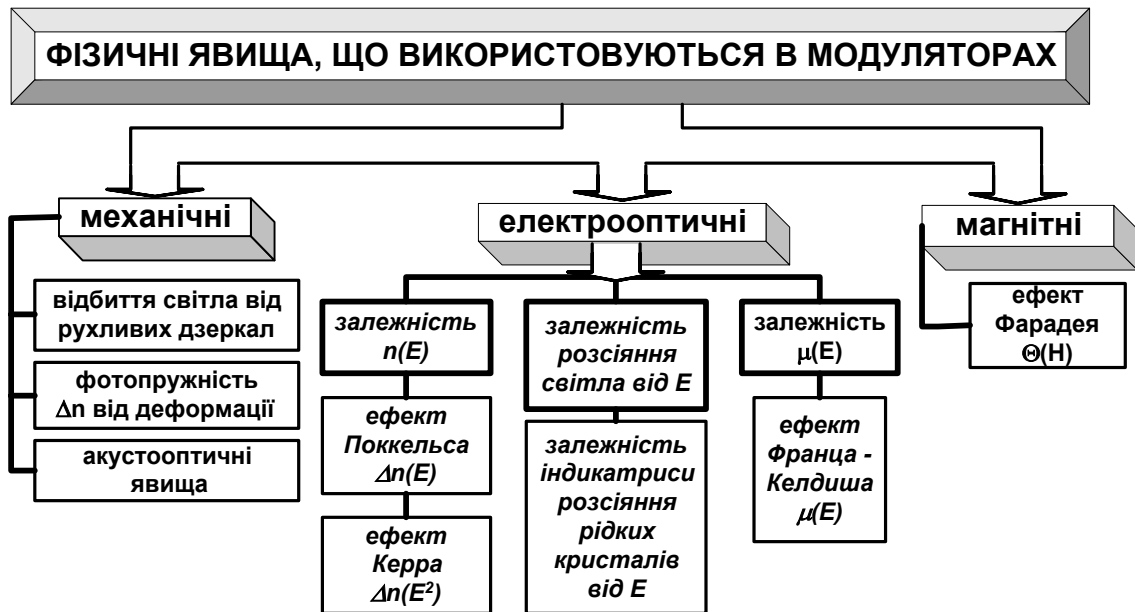 ФІЗИЧНІ ЯВИЩА, ЩО ВИКОРИСТОВУЮТЬСЯ В МОДУЛЯТОРАХ
механічні
відбиття світла від
рухливих дзеркал
фотопружність
Δn від деформації
акустооптичні
явища
електрооптичні
залежність
n(E)
ефект
Поккельса
Δn(E)
ефект
Керра
Δn(E²)
залежність
розсіяння
світла від E
залежність
індикатриси
розсіяння
рідких
кристалів
від E
залежність
μ(E)
ефект
Франца -
Келдиша
μ(E)
магнітні
ефект
Фарадея
Θ(H)